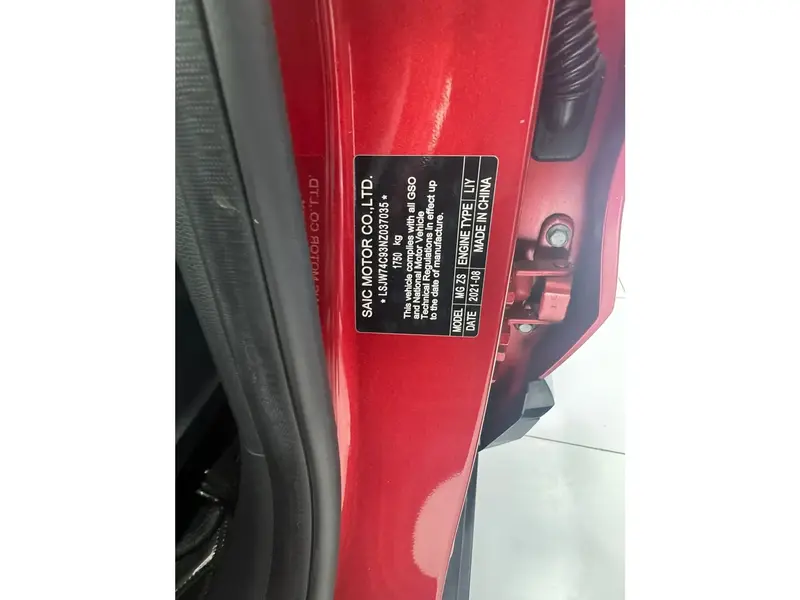 SAIC MOTOR CO.,LTD.
*LSJW74C93NZ037035*
1750 kg
This vehicle complies with all GSO
and National Motor Vehicle
Technical Regulations in effect up
to the date of manufacture.
MODEL MG ZS ENGINE TYPE LIY
DATE 2021-08 MADE IN CHINA